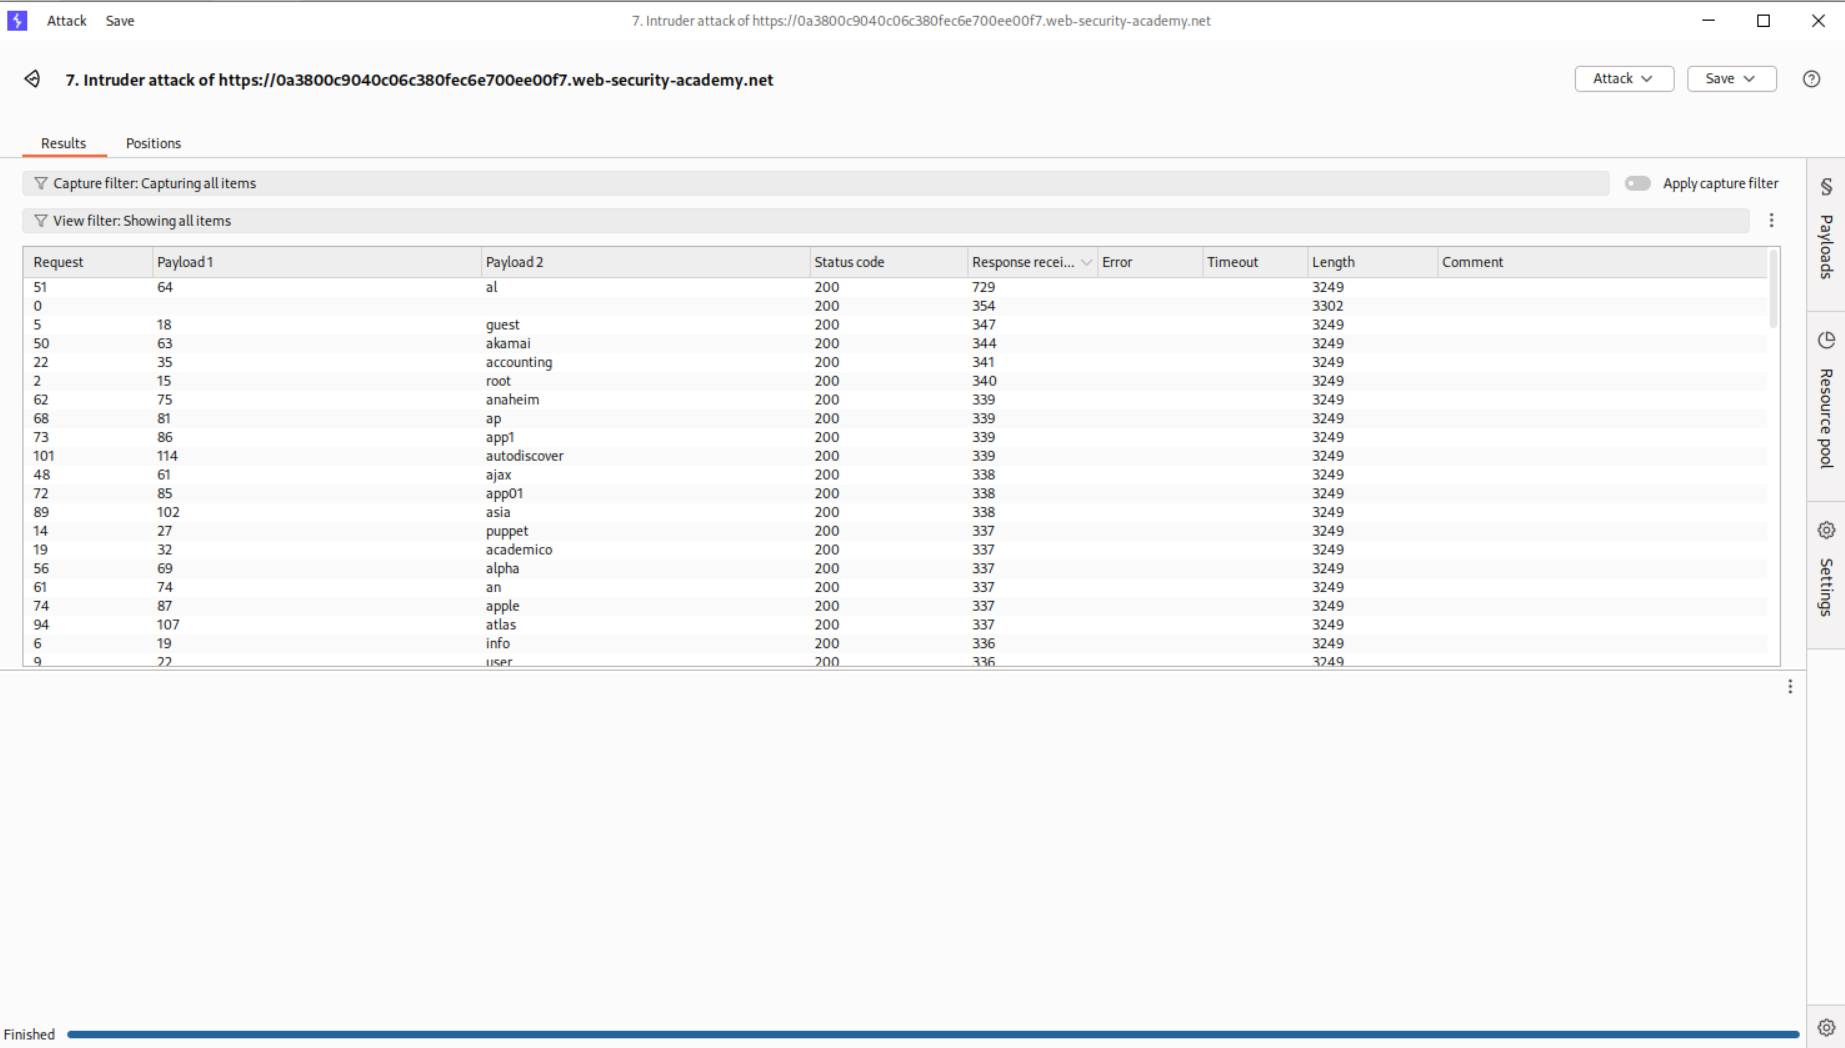 Attack Save 7. Intruder attack of https://0a3800c9040c06c380fec6e700ee00f7.web-security-academy.net
7. Intruder attack of https://0a3800c9040c06c380fec6e700ee00f7.web-security-academy.net Attack Save
Results Positions
Capture filter: Capturing all items Apply capture filter
View filter: Showing all items
Request Payload 1 Payload 2 Status code Response recei... Error Timeout Length Comment
51 64 al 200 729 3249
0 200 354 3302
5 18 guest 200 347 3249
50 63 akamai 200 344 3249
22 35 accounting 200 341 3249
2 15 root 200 340 3249
62 75 anaheim 200 339 3249
68 81 ap 200 339 3249
73 86 app1 200 339 3249
101 114 autodiscover 200 339 3249
48 61 ajax 200 338 3249
72 85 app01 200 338 3249
89 102 asia 200 338 3249
14 27 puppet 200 337 3249
19 32 academico 200 337 3249
56 69 alpha 200 337 3249
61 74 an 200 337 3249
74 87 apple 200 337 3249
94 107 atlas 200 337 3249
6 19 info 200 336 3249
9 22 user 200 336 3249
Payloads
Resource pool
Settings
Finished